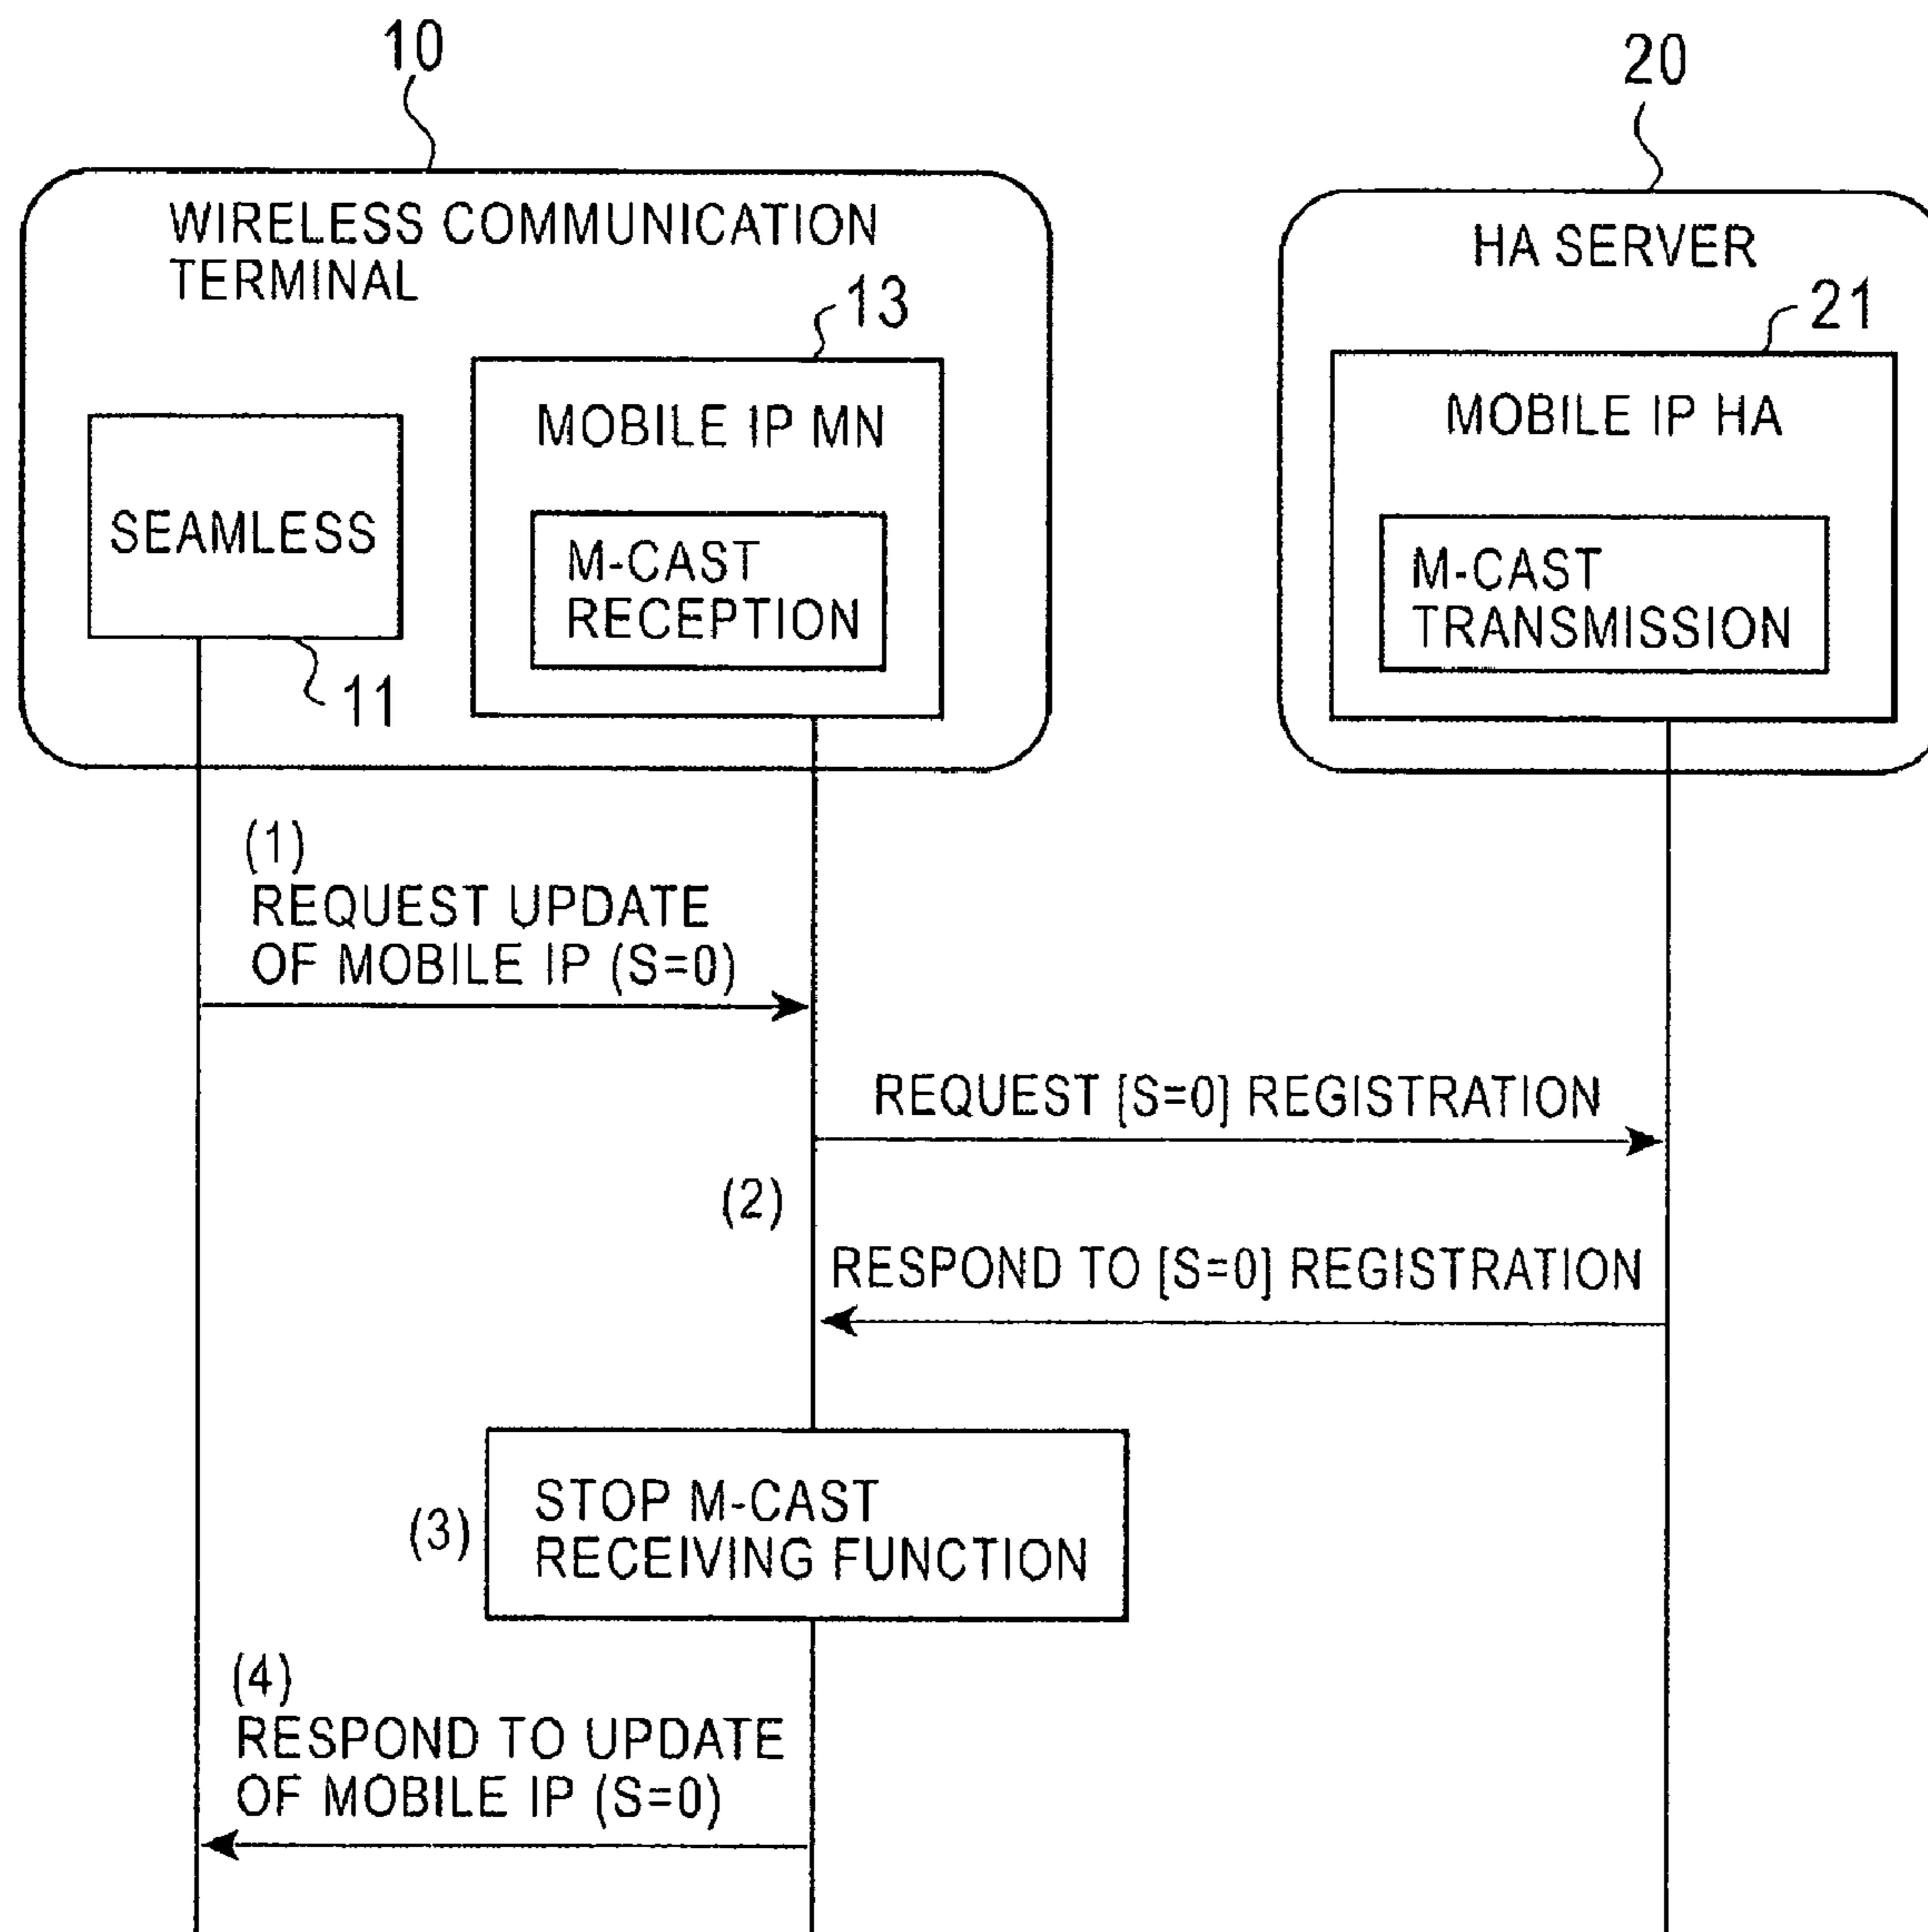 10
20
WIRELESS COMMUNICATION
TERMINAL
HA SERVER
13
21
MOBILE IP MN
MOBILE IP HA
SEAMLESS
M-CAST
RECEPTION
M-CAST
TRANSMISSION
11
(1)
REQUEST UPDATE
OF MOBILE IP (S=0)
REQUEST [S=0] REGISTRATION
(2)
RESPOND TO [S=0] REGISTRATION
(3)
STOP M-CAST
RECEIVING FUNCTION
(4)
RESPOND TO UPDATE
OF MOBILE IP (S=0)